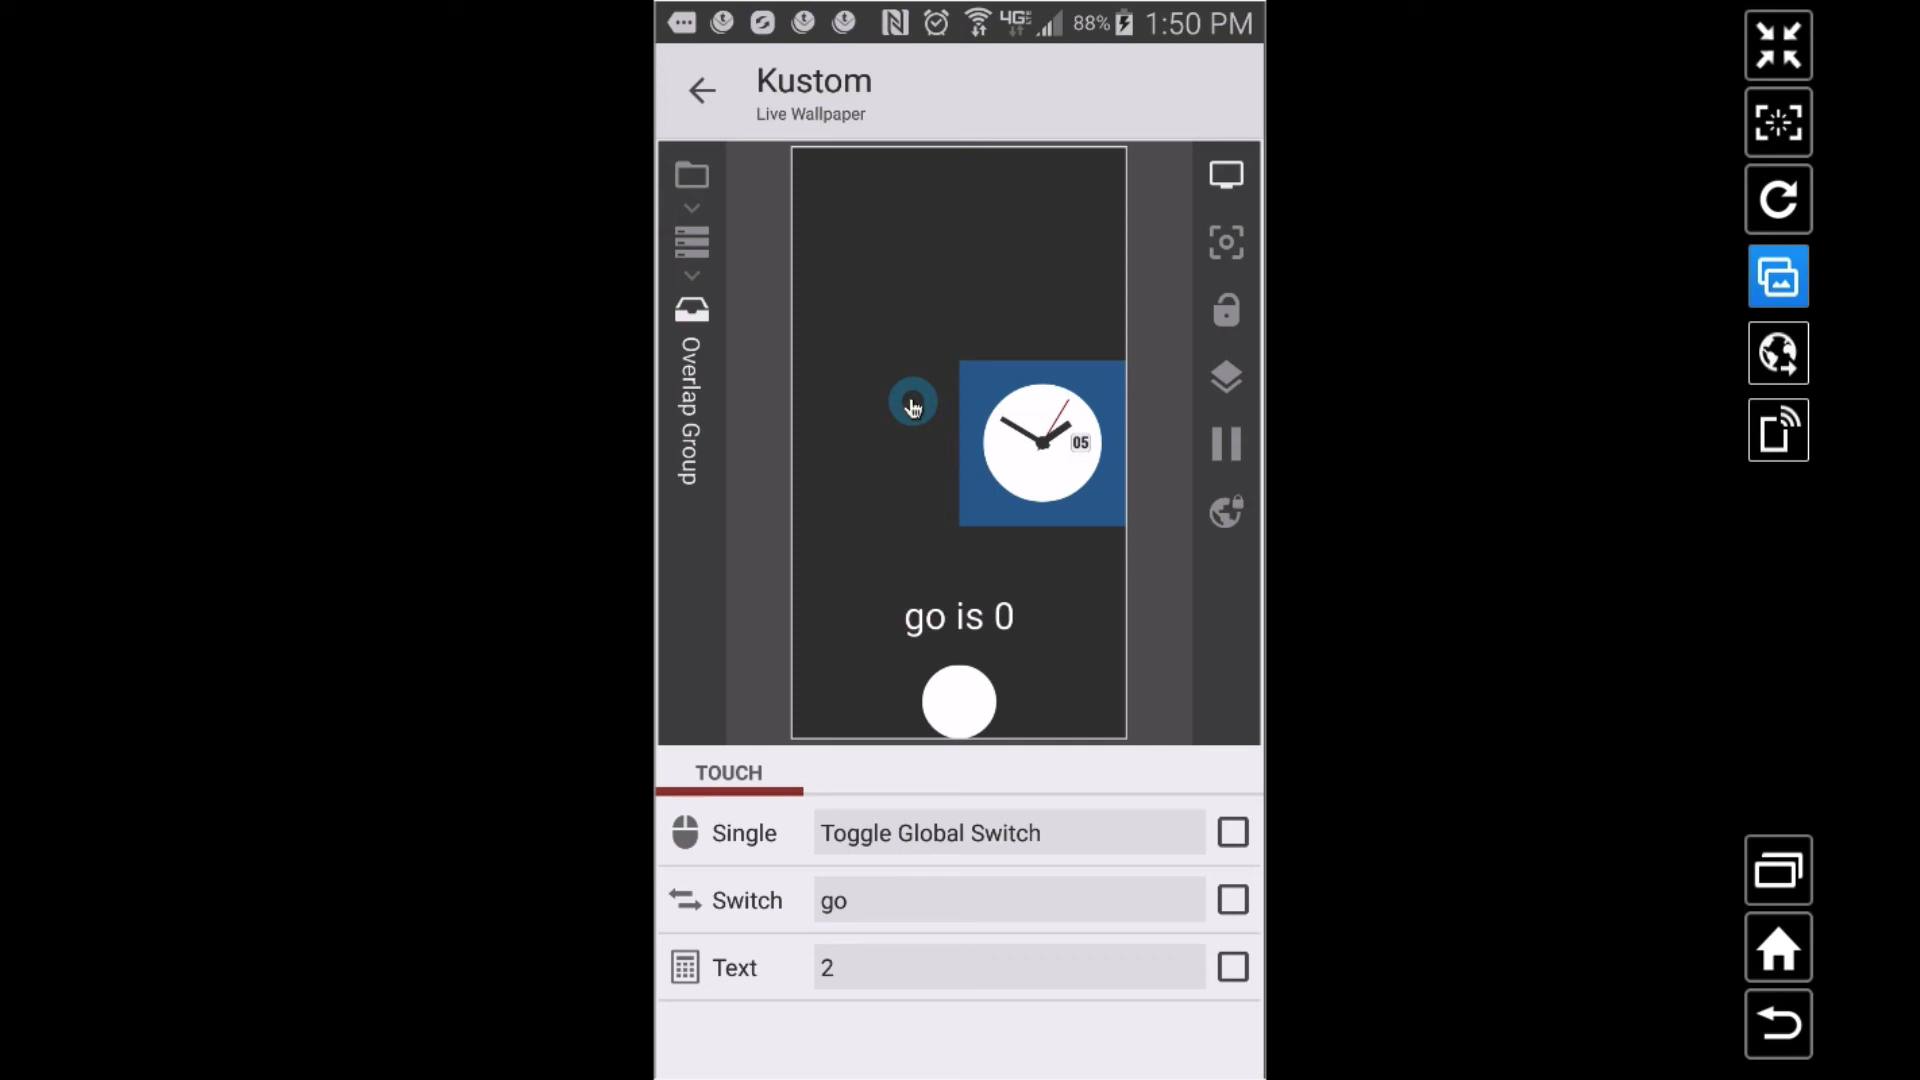 4G LTE 88% 1:50 PM
Kustom
Live Wallpaper
Overlap Group
05
go is 0
TOUCH
Single Toggle Global Switch
Switch go
Text 2